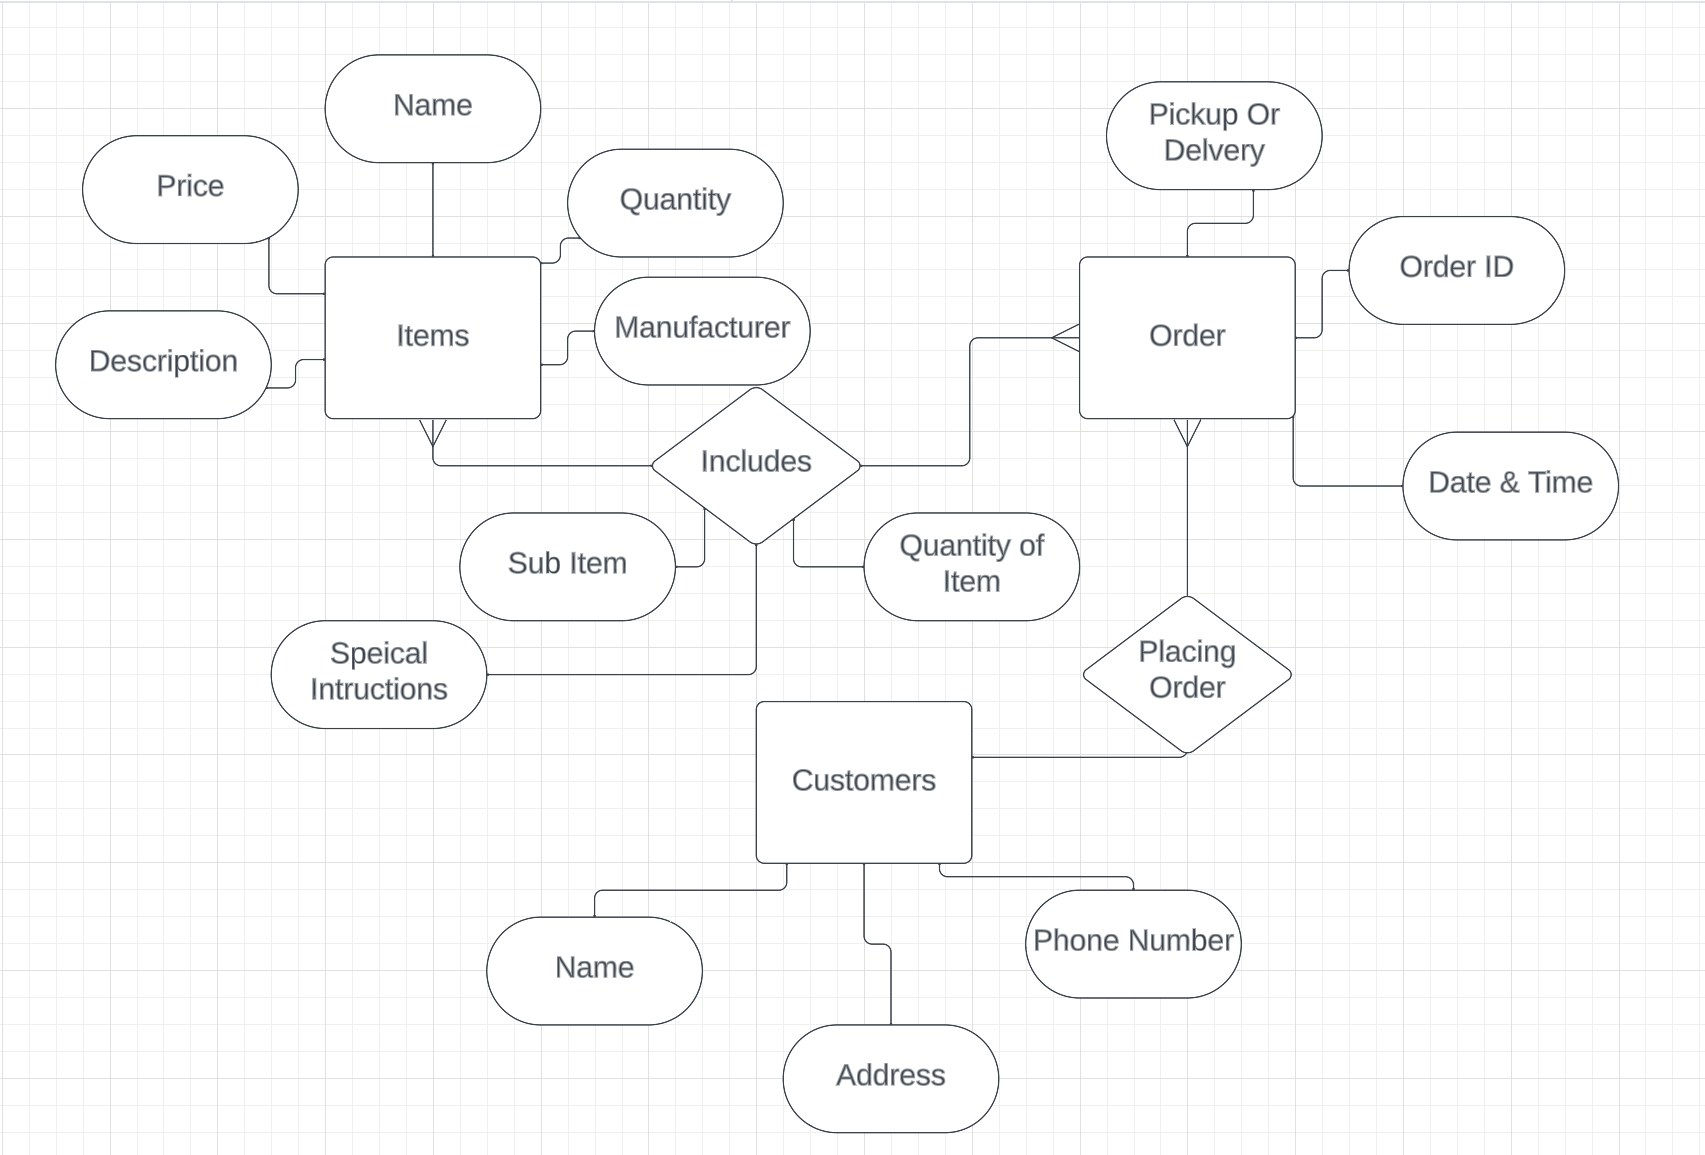 Name
Pickup Or
Delvery
Price
Quantity
Order ID
Manufacturer
Items
Order
Description
Includes
Date & Time
Sub Item
Quantity of
Item
Speical
Intructions
Placing
Order
Customers
Name
Phone Number
Address